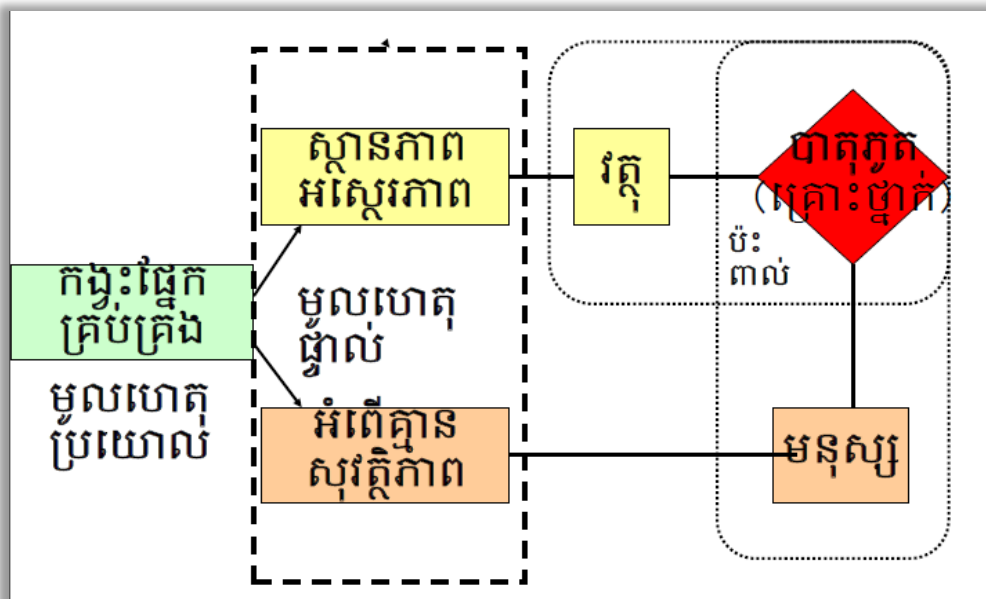 ស្ថានភាព
អស្ថេរភាព
វត្ថុ
បាតុភូត
(គ្រោះថ្នាក់)
ប៉ះ
ពាល់
កង្វះផ្នែក
គ្រប់គ្រង
មូលហេតុ
ផ្ទាល់
មូលហេតុ
ប្រយោល
អំពើគ្មាន
សុវត្ថិភាព
មនុស្ស